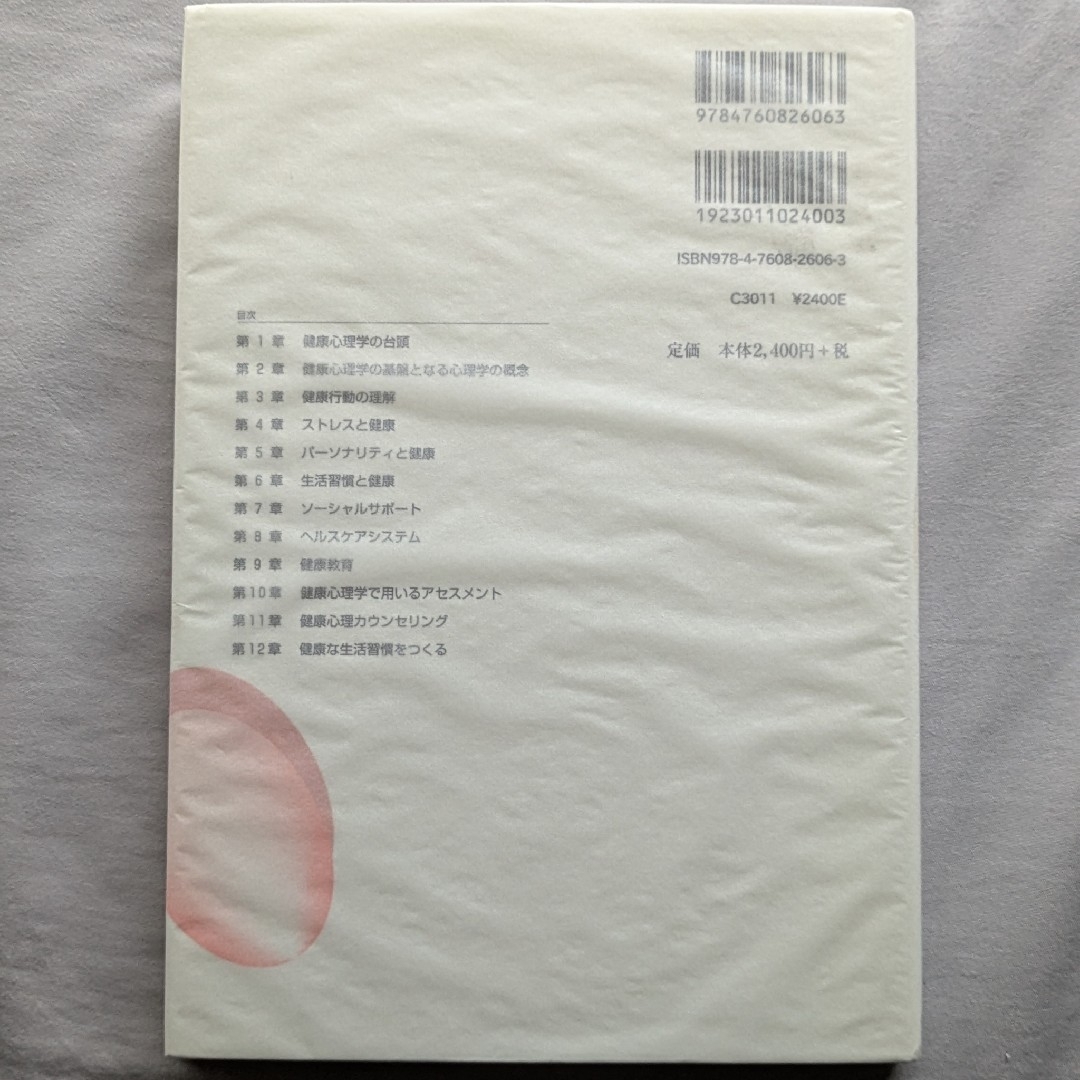 9784760826063
1923011024003
ISBN978-4-7608-2606-3
C3011 ¥2400E
定価 本体2,400円+税
目次
第1章 健康心理学の台頭
第2章 健康心理学の基盤となる心理学の概念
第3章 健康行動の理解
第4章 ストレスと健康
第5章 パーソナリティと健康
第6章 生活習慣と健康
第7章 ソーシャルサポート
第8章 ヘルスケアシステム
第9章 健康教育
第10章 健康心理学で用いるアセスメント
第11章 健康心理カウンセリング
第12章 健康な生活習慣をつくる